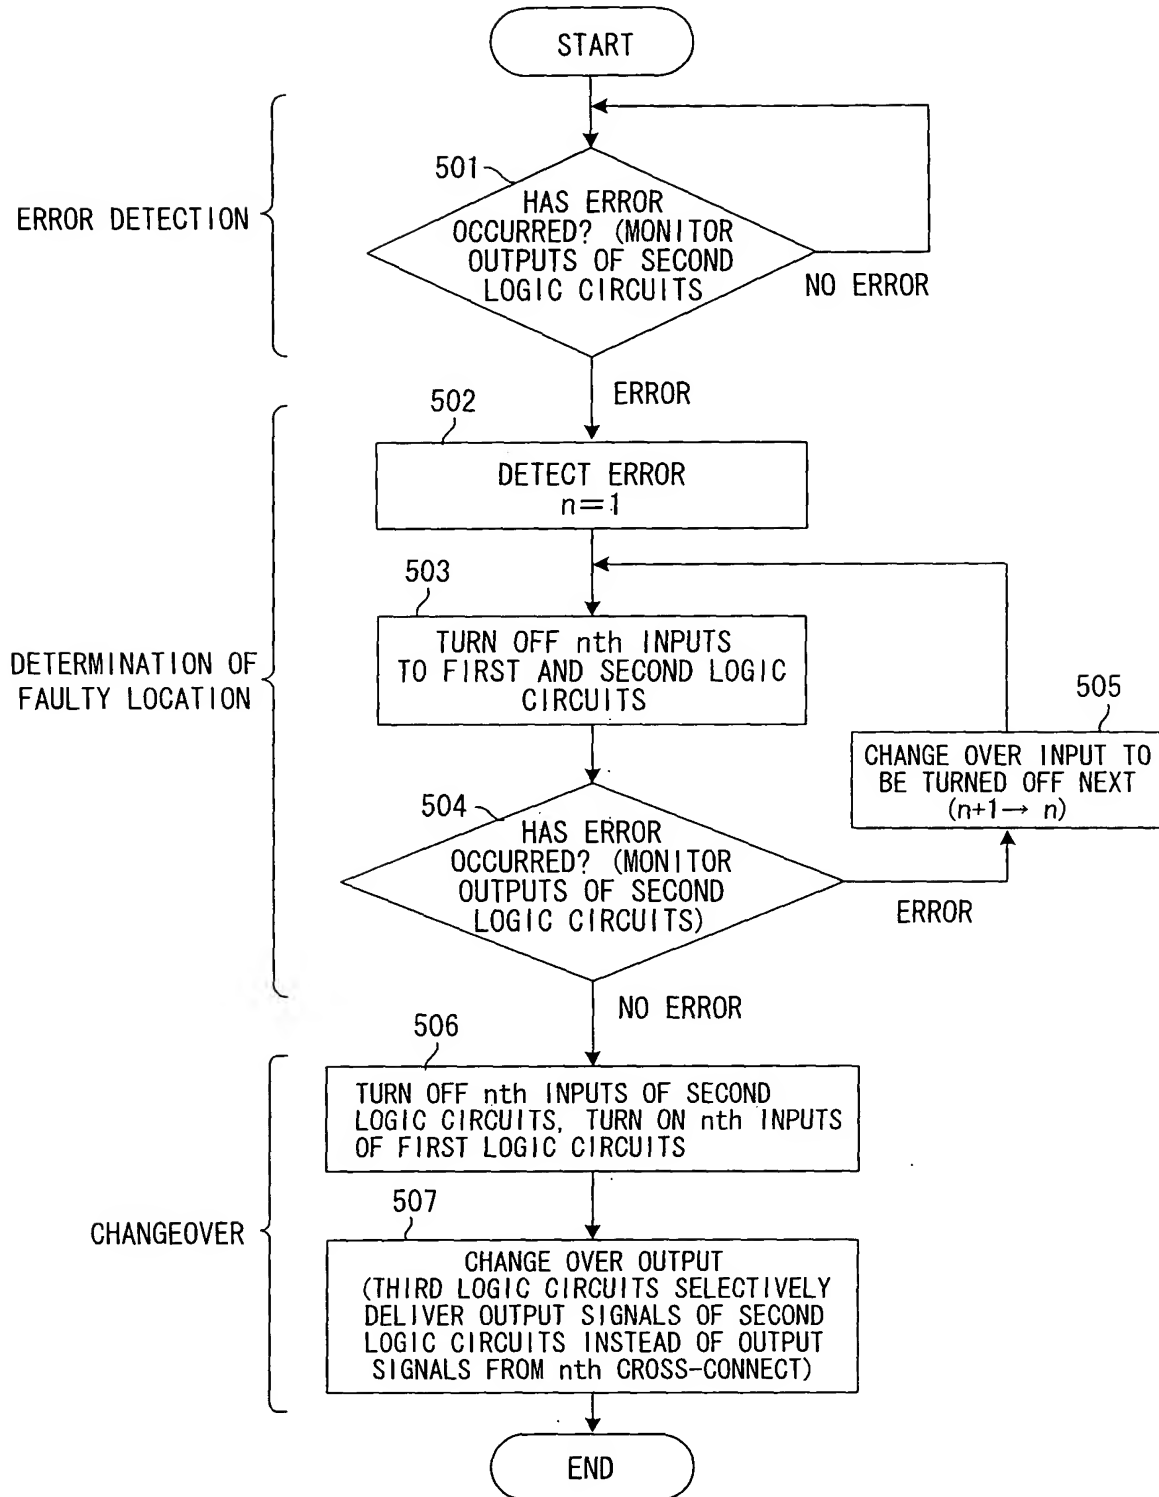 START
501
HAS ERROR
OCCURRED? (MONITOR
OUTPUTS OF SECOND
LOGIC CIRCUITS
NO ERROR
ERROR DETECTION
ERROR
502
DETECT ERROR
n=1
503
TURN OFF nth INPUTS
TO FIRST AND SECOND LOGIC
CIRCUITS
DETERMINATION OF
FAULTY LOCATION
505
CHANGE OVER INPUT TO
BE TURNED OFF NEXT
(n+1→ n)
504
HAS ERROR
OCCURRED? (MONITOR
OUTPUTS OF SECOND
LOGIC CIRCUITS)
ERROR
NO ERROR
506
TURN OFF nth INPUTS OF SECOND
LOGIC CIRCUITS, TURN ON nth INPUTS
OF FIRST LOGIC CIRCUITS
CHANGEOVER
507
CHANGE OVER OUTPUT
(THIRD LOGIC CIRCUITS SELECTIVELY
DELIVER OUTPUT SIGNALS OF SECOND
LOGIC CIRCUITS INSTEAD OF OUTPUT
SIGNALS FROM nth CROSS-CONNECT)
END